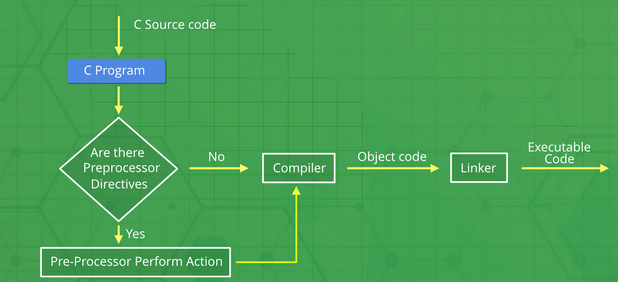 C Source code
C Program
Are there
Preprocessor
Directives
No
Compiler
Object code
Linker
Executable
Code
Yes
Pre-Processor Perform Action